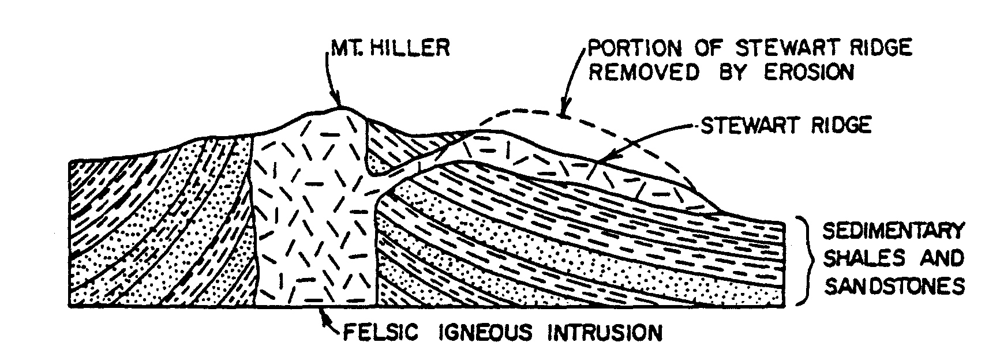 MT. HILLER
PORTION OF STEWART RIDGE
REMOVED BY EROSION
STEWART RIDGE
SEDIMENTARY
SHALES AND
SANDSTONES
FELSIC IGNEOUS INTRUSION